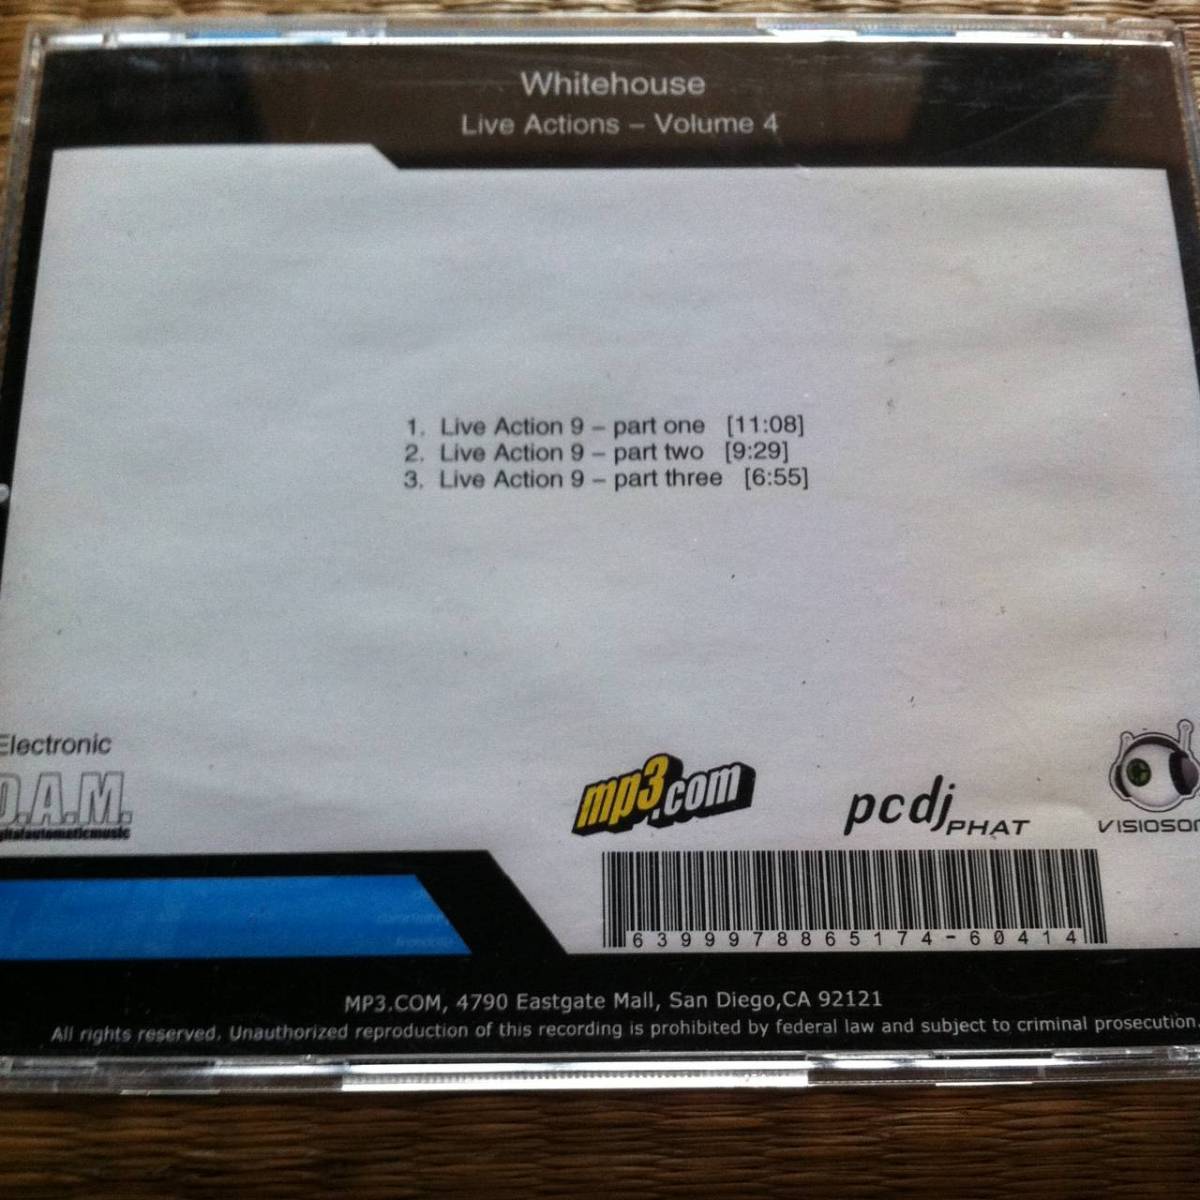 Whitehouse
Live Actions – Volume 4
1. Live Action 9 – part one [11:08]
2. Live Action 9 – part two [9:29]
3. Live Action 9 – part three [6:55]
Electronic
D.A.M.
digitalautomaticmusic
mp3.com
pcdj PHAT
VISIOSON
6 3 9 9 9 7 8 8 6 5 1 7 4 - 6 0 4 1 4
MP3.COM, 4790 Eastgate Mall, San Diego,CA 92121
All rights reserved. Unauthorized reproduction of this recording is prohibited by federal law and subject to criminal prosecution.